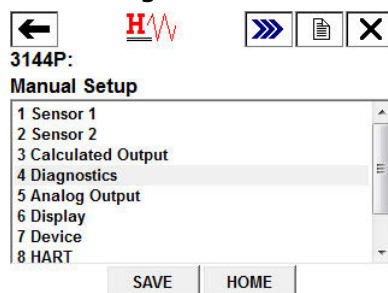 H
3144P:
Manual Setup
1 Sensor 1
2 Sensor 2
3 Calculated Output
4 Diagnostics
5 Analog Output
6 Display
7 Device
8 HART
SAVE HOME